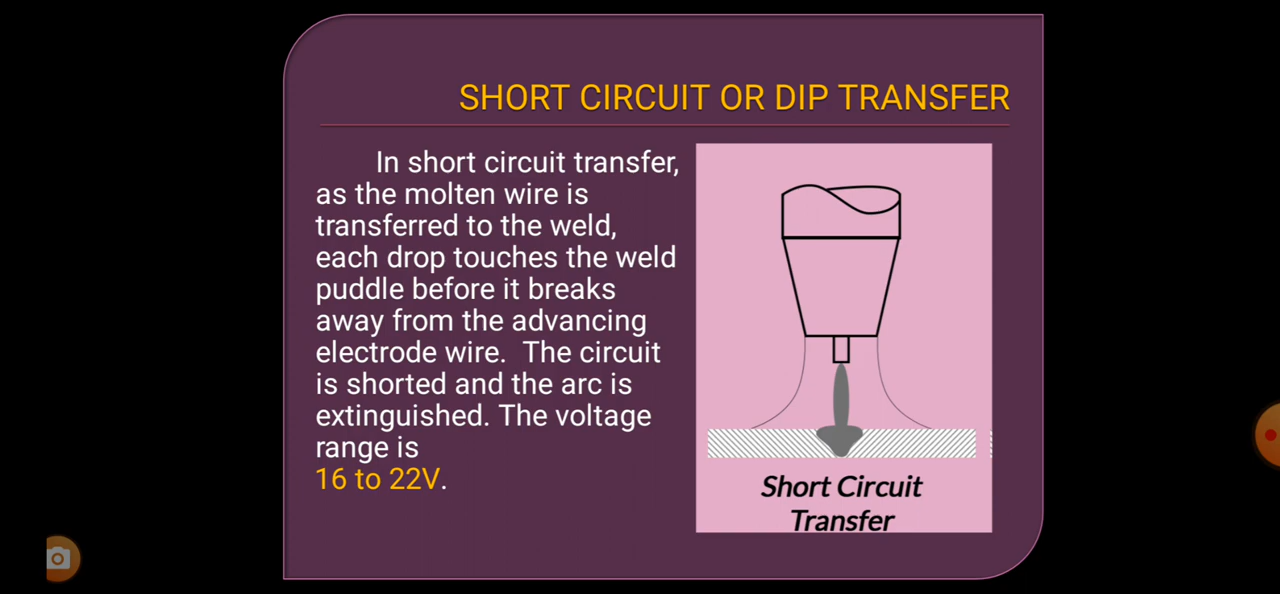 SHORT CIRCUIT OR DIP TRANSFER
In short circuit transfer,
as the molten wire is
transferred to the weld,
each drop touches the weld
puddle before it breaks
away from the advancing
electrode wire.  The circuit
is shorted and the arc is
extinguished. The voltage
range is
16 to 22V.
Short Circuit
Transfer